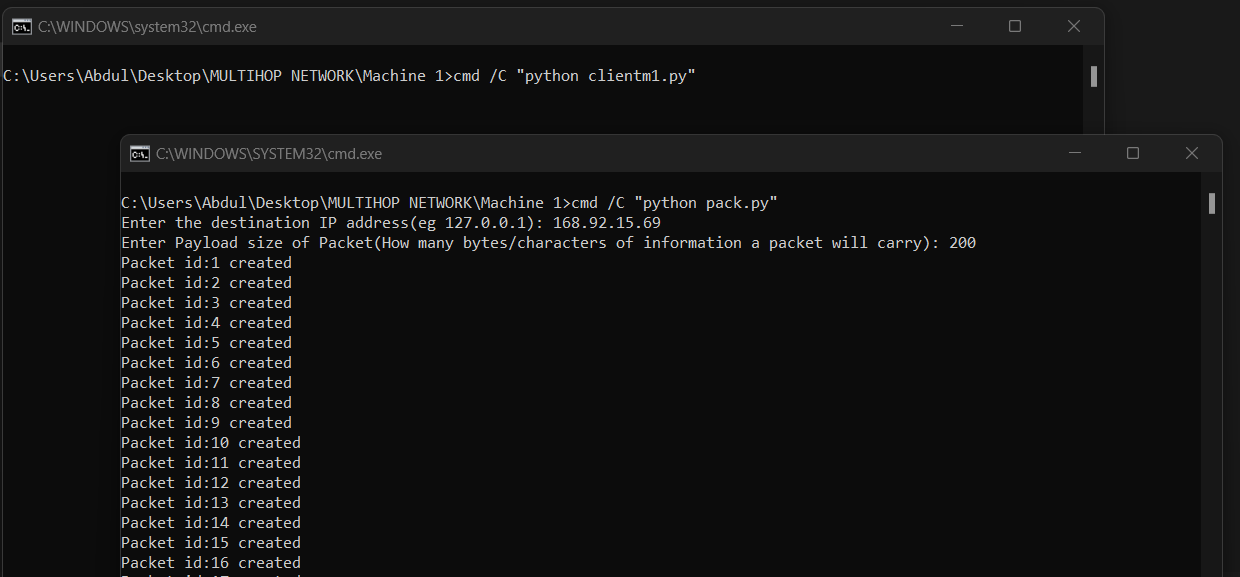 C:\WINDOWS\system32\cmd.exe
C:\Users\Abdul\Desktop\MULTIHOP NETWORK\Machine 1>cmd /C "python clientm1.py"
C:\WINDOWS\SYSTEM32\cmd.exe
C:\Users\Abdul\Desktop\MULTIHOP NETWORK\Machine 1>cmd /C "python pack.py"
Enter the destination IP address(eg 127.0.0.1): 168.92.15.69
Enter Payload size of Packet(How many bytes/characters of information a packet will carry): 200
Packet id:1 created
Packet id:2 created
Packet id:3 created
Packet id:4 created
Packet id:5 created
Packet id:6 created
Packet id:7 created
Packet id:8 created
Packet id:9 created
Packet id:10 created
Packet id:11 created
Packet id:12 created
Packet id:13 created
Packet id:14 created
Packet id:15 created
Packet id:16 created